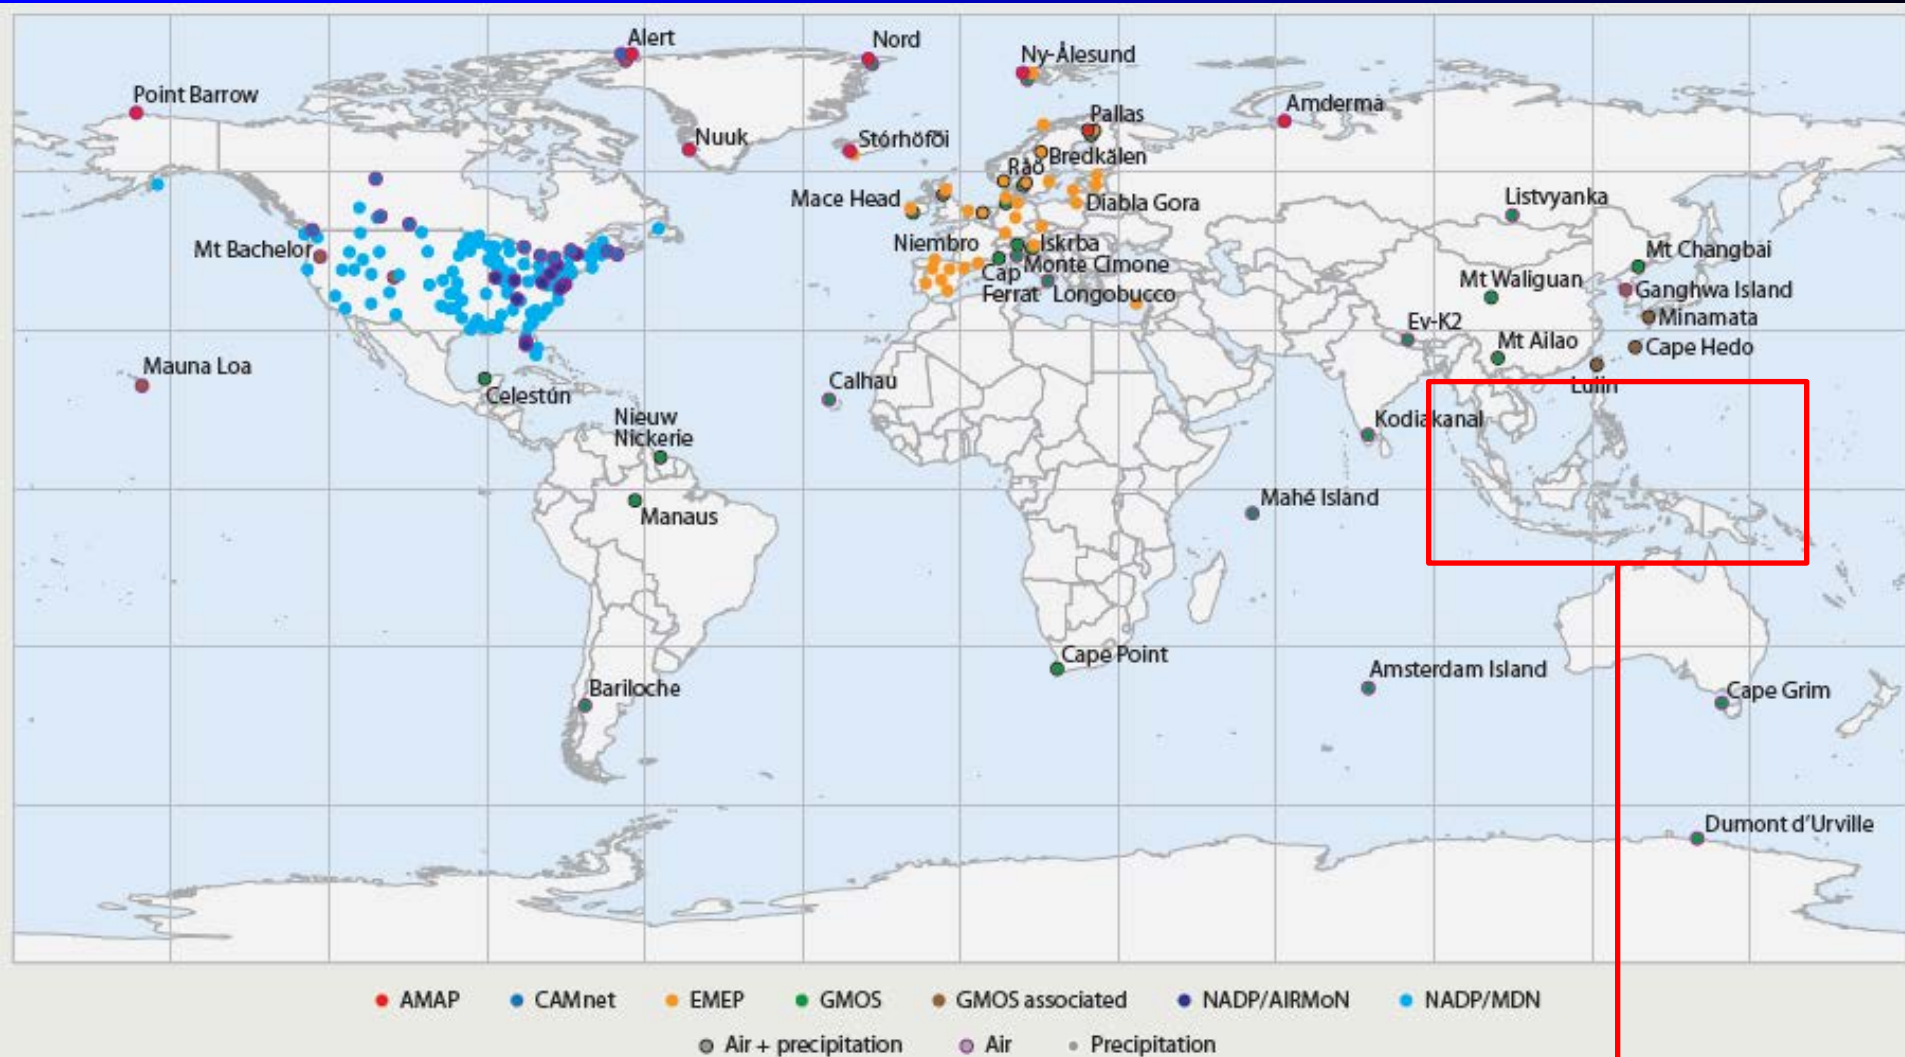 Alert
Nord
Ny-Ålesund
Point Barrow
Amderma
Pallas
Nuuk
Stórhöfði
Bredkälen
Råö
Mace Head
Diabla Gora
Listvyanka
Mt Bachelor
Niembro
Iskrba
Mt Changbai
Cap
Ferrat
Monte Cimone
Longobucco
Mt Waliguan
Ganghwa Island
Minamata
Ev-K2
Mt Ailao
Cape Hedo
Mauna Loa
Calhau
Lulin
Celestún
Nieuw
Nickerie
Kodiakanal
Manaus
Mahé Island
Cape Point
Bariloche
Amsterdam Island
Cape Grim
Dumont d'Urville
AMAP CAMnet EMEP GMOS GMOS associated NADP/AIRMoN NADP/MDN
Air + precipitation Air Precipitation